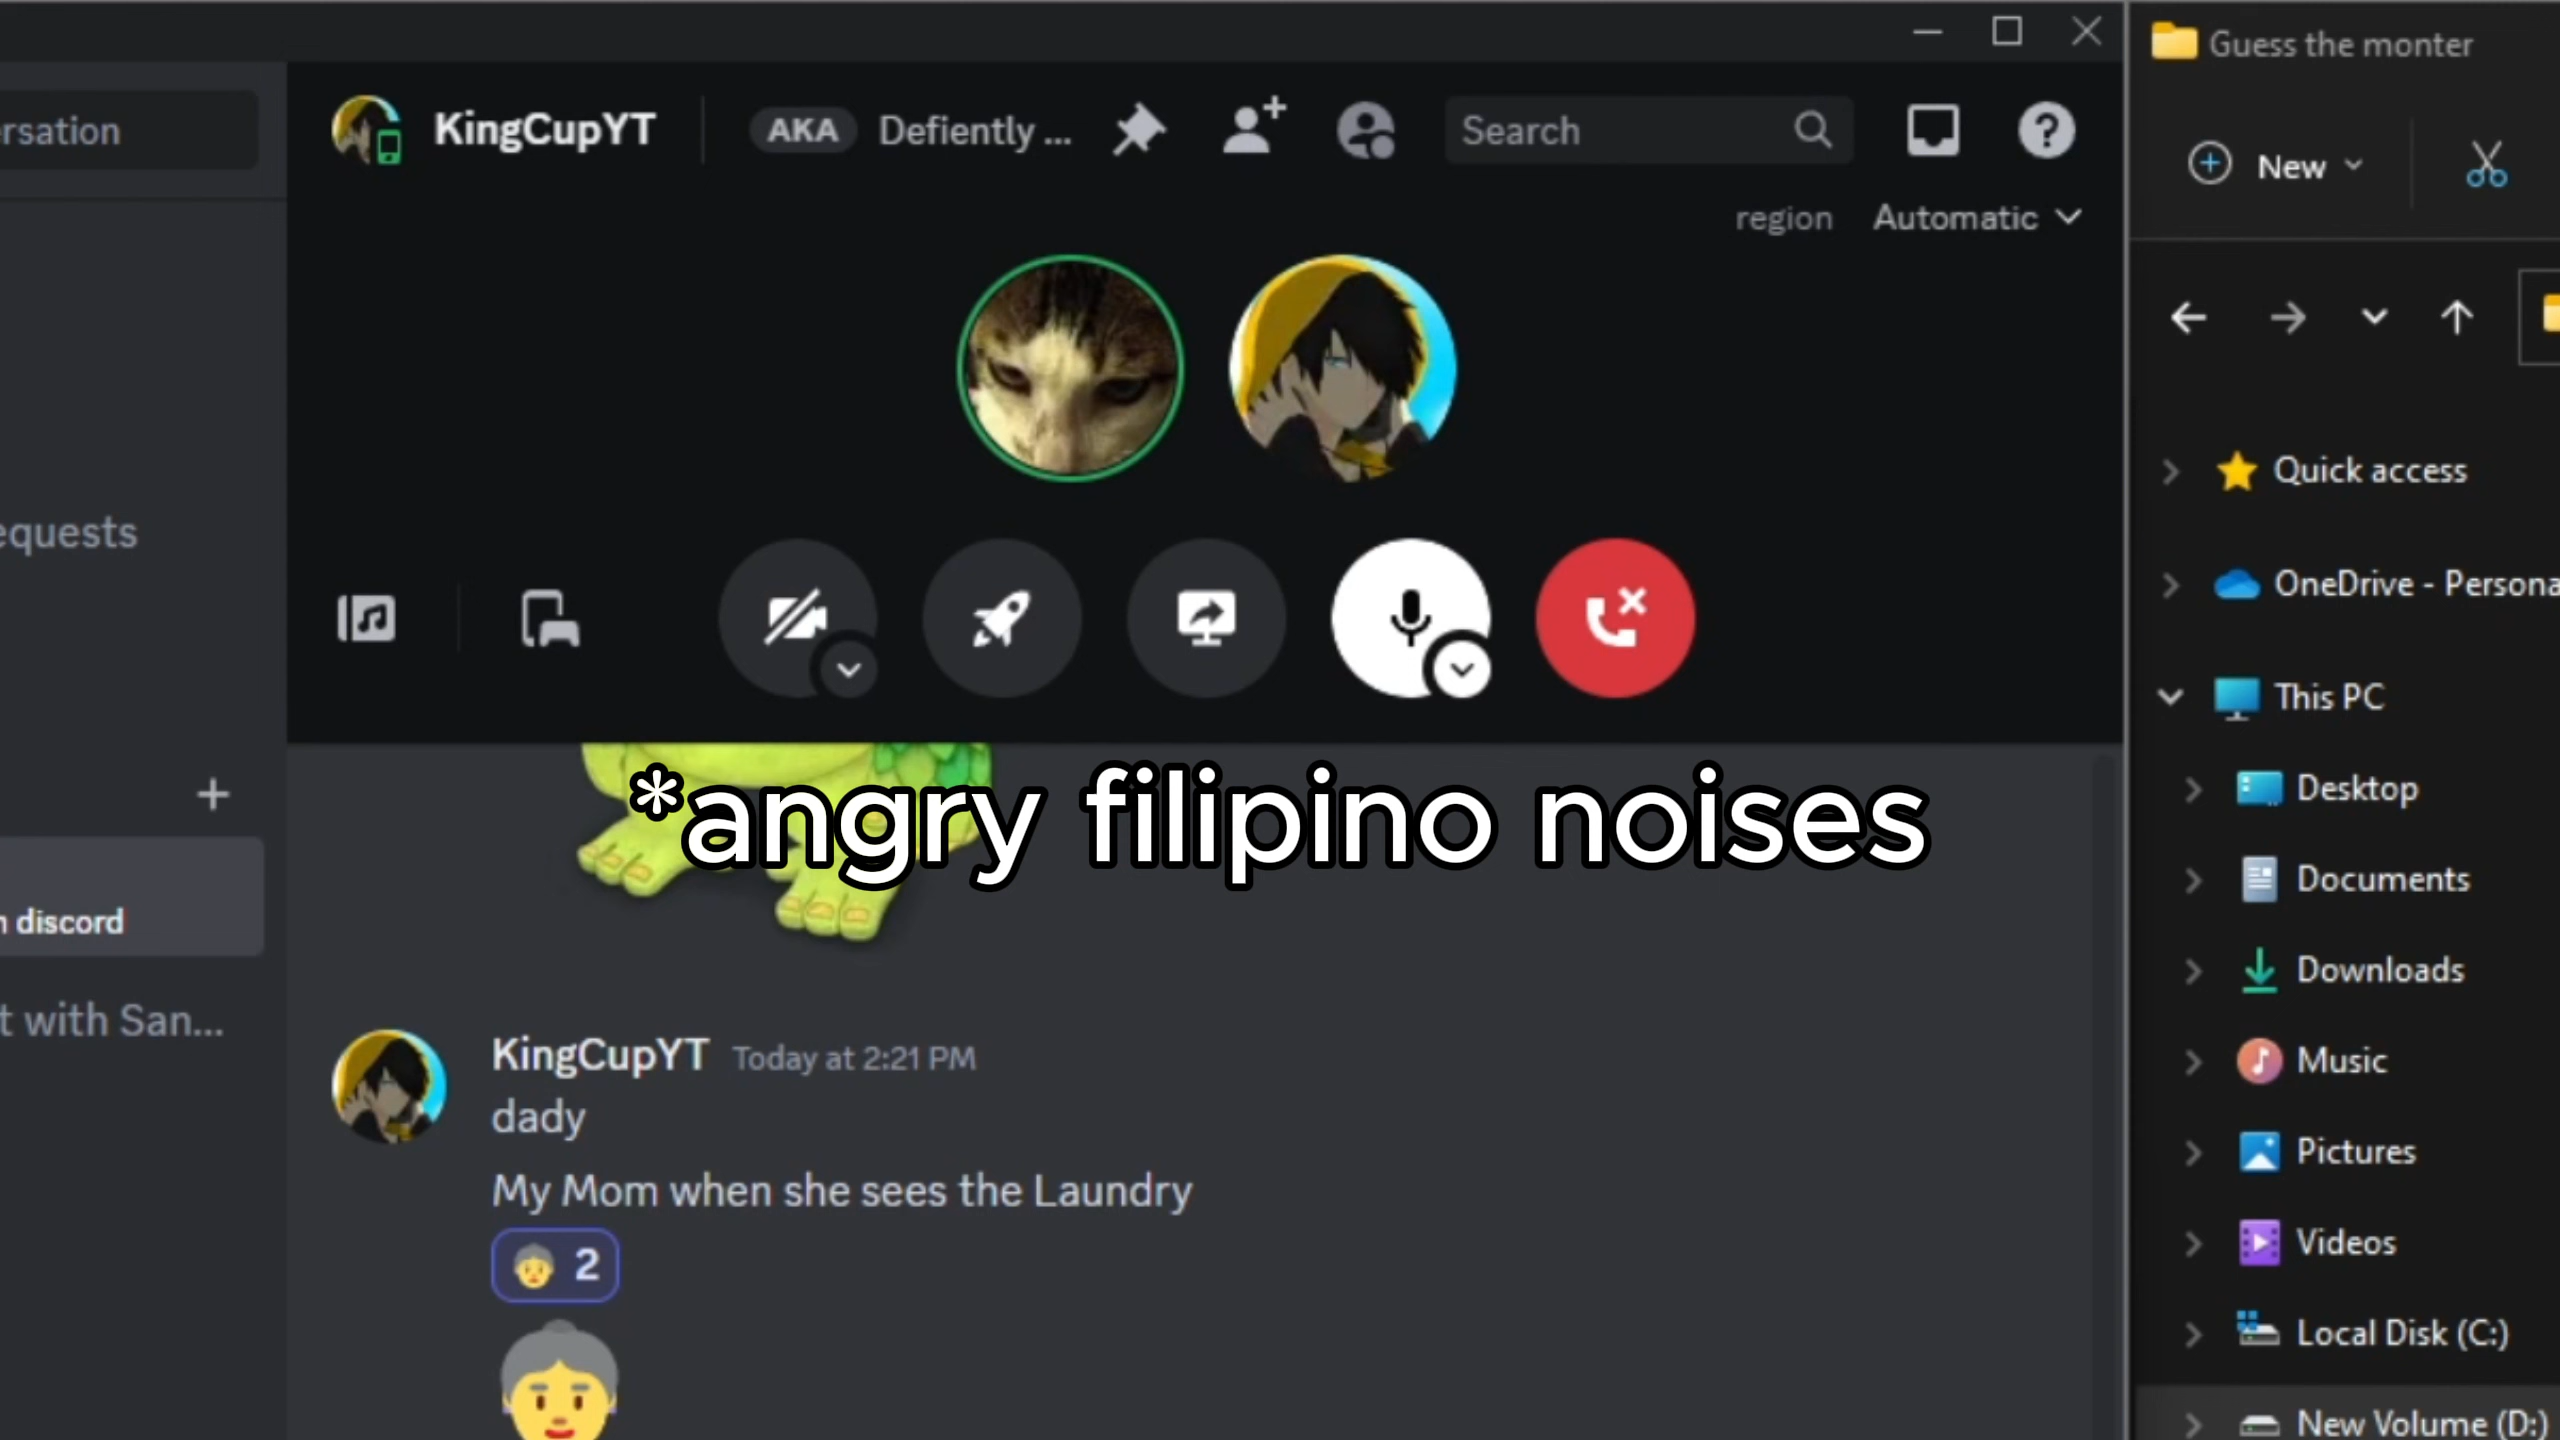 Guess the monter
rsation
KingCupYT
AKA
Defiently ...
Search
New
region
Automatic
Quick access
equests
OneDrive - Persona
This PC
Desktop
*angry filipino noises
Documents
n discord
Downloads
t with San...
KingCupYT Today at 2:21 PM
dady
Music
My Mom when she sees the Laundry
Pictures
2
Videos
Local Disk (C:)
New Volume (D:)